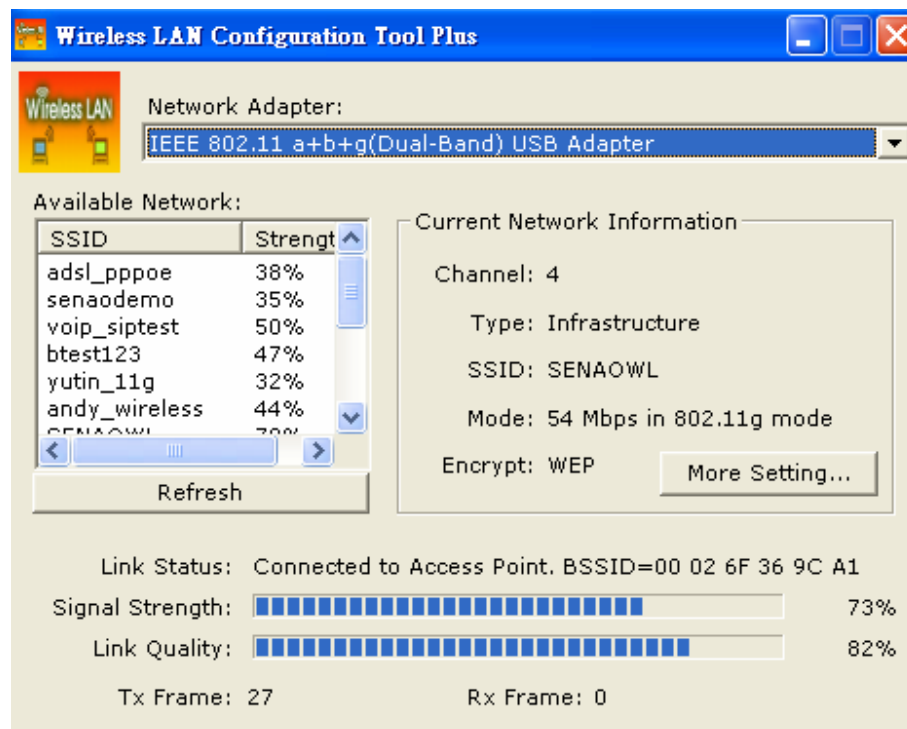 Wireless LAN Configuration Tool Plus
Wireless LAN
Network Adapter:
IEEE 802.11 a+b+g(Dual-Band) USB Adapter
Available Network:
SSID Strengt
adsl_pppoe 38%
senaodemo 35%
voip_siptest 50%
btest123 47%
yutin_11g 32%
andy_wireless 44%
SENAOWL
Refresh
Current Network Information
Channel: 4
Type: Infrastructure
SSID: SENAOWL
Mode: 54 Mbps in 802.11g mode
Encrypt: WEP
More Setting...
Link Status: Connected to Access Point. BSSID=00 02 6F 36 9C A1
Signal Strength: 73%
Link Quality: 82%
Tx Frame: 27 Rx Frame: 0